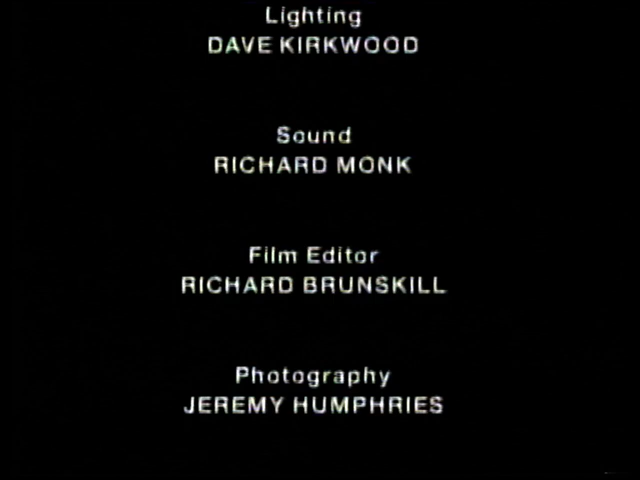 Lighting
DAVE KIRKWOOD
Sound
RICHARD MONK
Film Editor
RICHARD BRUNSKILL
Photography
JEREMY HUMPHRIES